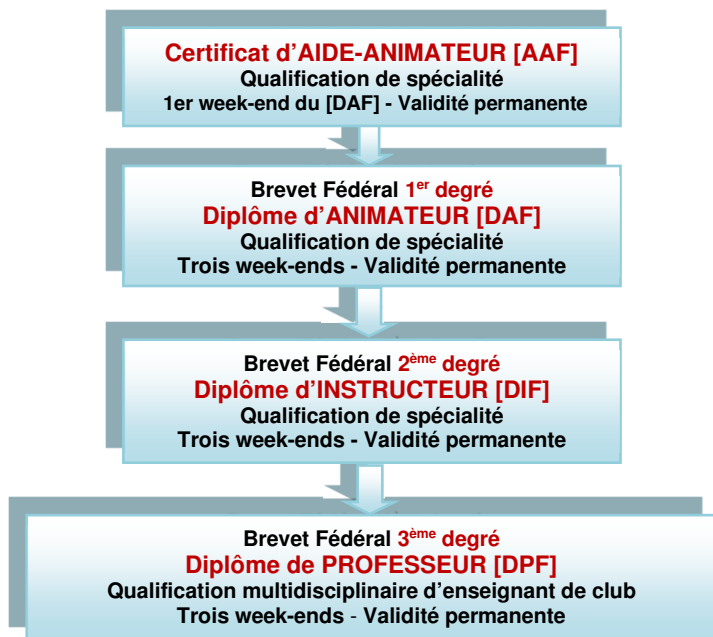 Certificat d’AIDE-ANIMATEUR [AAF]
Qualification de spécialité
1er week-end du [DAF] - Validité permanente
Brevet Fédéral 1er degré
Diplôme d’ANIMATEUR [DAF]
Qualification de spécialité
Trois week-ends - Validité permanente
Brevet Fédéral 2ème degré
Diplôme d’INSTRUCTEUR [DIF]
Qualification de spécialité
Trois week-ends - Validité permanente
Brevet Fédéral 3ème degré
Diplôme de PROFESSEUR [DPF]
Qualification multidisciplinaire d’enseignant de club
Trois week-ends - Validité permanente